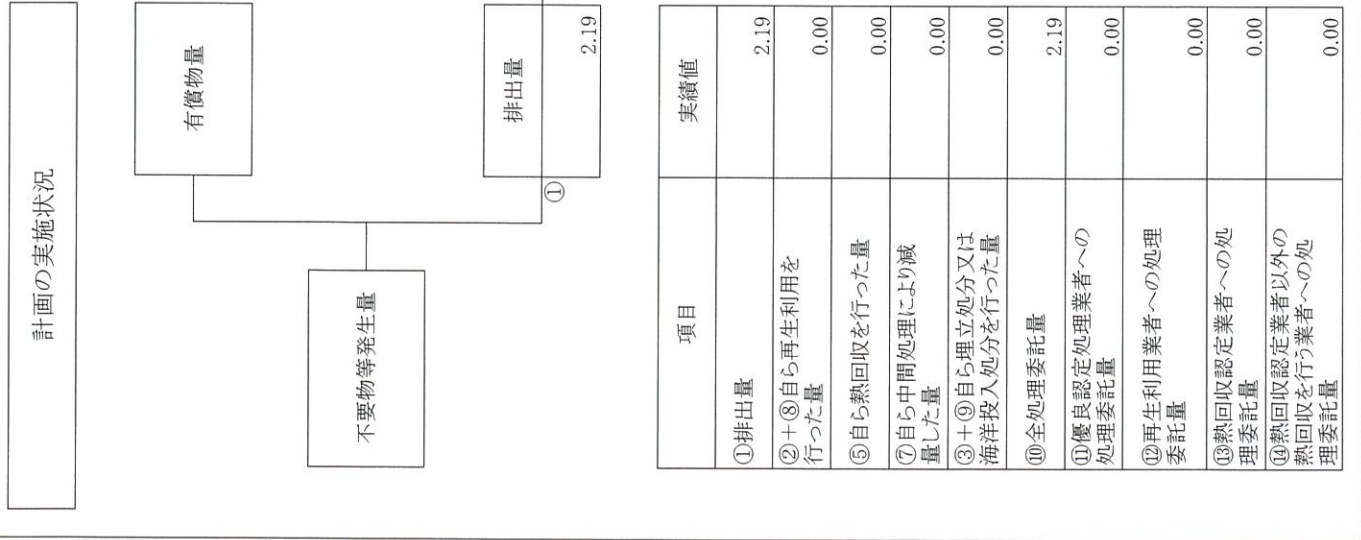 計画の実施状況
有償物量
不要物等発生量
排出量
①
2.19
項目
実績値
①排出量
2.19
②+⑧自ら再生利用を
行った量
0.00
⑤自ら熱回収を行った量
0.00
⑦自ら中間処理により減
量した量
0.00
③+⑨自ら埋立処分又は
海洋投入処分を行った量
0.00
⑩全処理委託量
2.19
⑪優良認定処理業者への
処理委託量
0.00
⑫再生利用業者への処理
委託量
0.00
⑬熱回収認定業者への処
理委託量
0.00
⑭熱回収認定業者以外の
熱回収を行う業者への処
理委託量
0.00